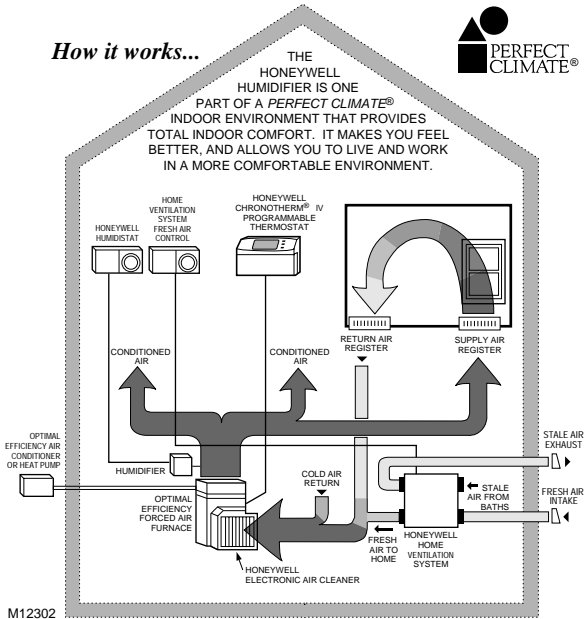 How it works...
PERFECT
CLIMATE®
THE
HONEYWELL
HUMIDIFIER IS ONE
PART OF A PERFECT CLIMATE®
INDOOR ENVIRONMENT THAT PROVIDES
TOTAL INDOOR COMFORT. IT MAKES YOU FEEL
BETTER, AND ALLOWS YOU TO LIVE AND WORK
IN A MORE COMFORTABLE ENVIRONMENT.
HONEYWELL
HUMIDISTAT
HOME
VENTILATION
SYSTEM
FRESH AIR
CONTROL
HONEYWELL
CHRONOTHERM® IV
PROGRAMMABLE
THERMOSTAT
RETURN AIR
REGISTER
SUPPLY AIR
REGISTER
CONDITIONED
AIR
CONDITIONED
AIR
OPTIMAL
EFFICIENCY AIR
CONDITIONER
OR HEAT PUMP
HUMIDIFIER
OPTIMAL
EFFICIENCY
FORCED AIR
FURNACE
COLD AIR
RETURN
STALE AIR
EXHAUST
STALE
AIR FROM
BATHS
FRESH AIR
INTAKE
FRESH
AIR TO
HOME
HONEYWELL
HOME
VENTILATION
SYSTEM
HONEYWELL
ELECTRONIC AIR CLEANER
M12302